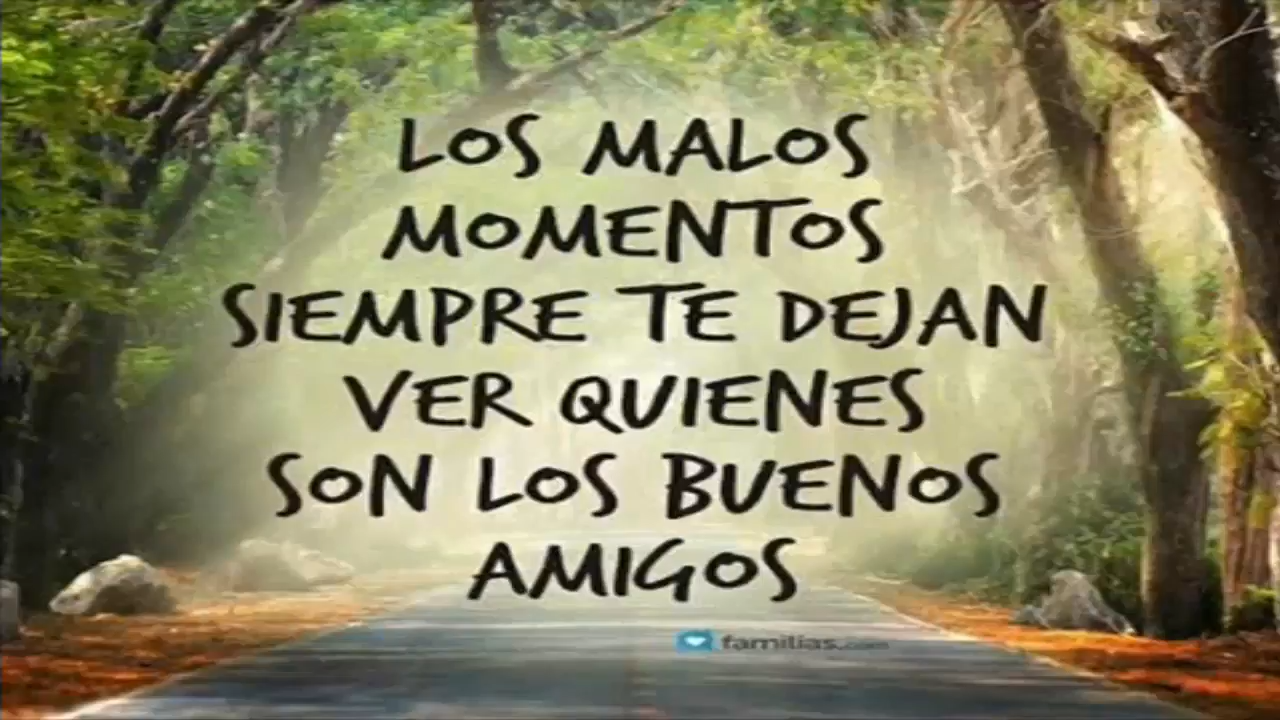 LOS MALOS
MOMENTOS
SIEMPRE TE DEJAN
VER QUIENES
SON LOS BUENOS
AMIGOS
familias.com